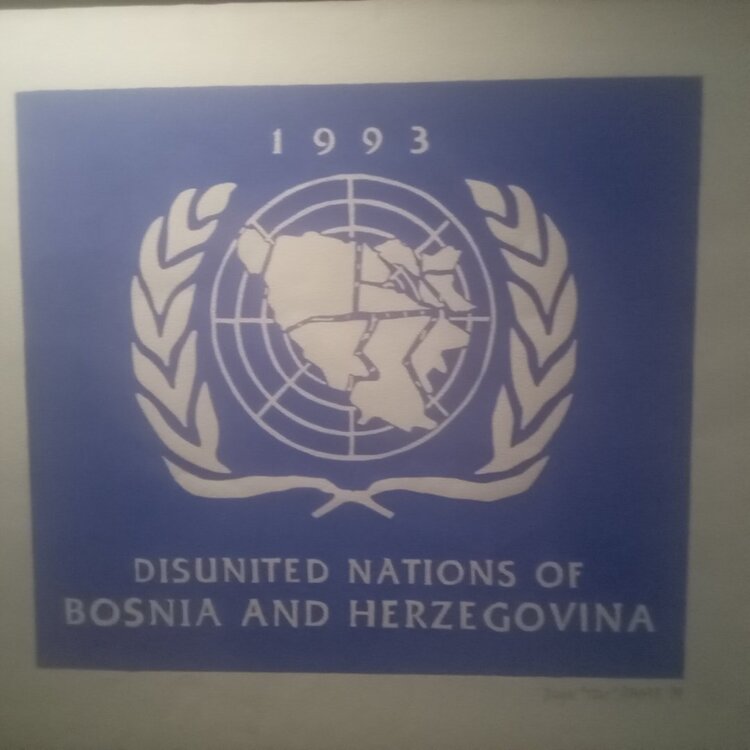 1993
DISUNITED NATIONS OF
BOSNIA AND HERZEGOVINA